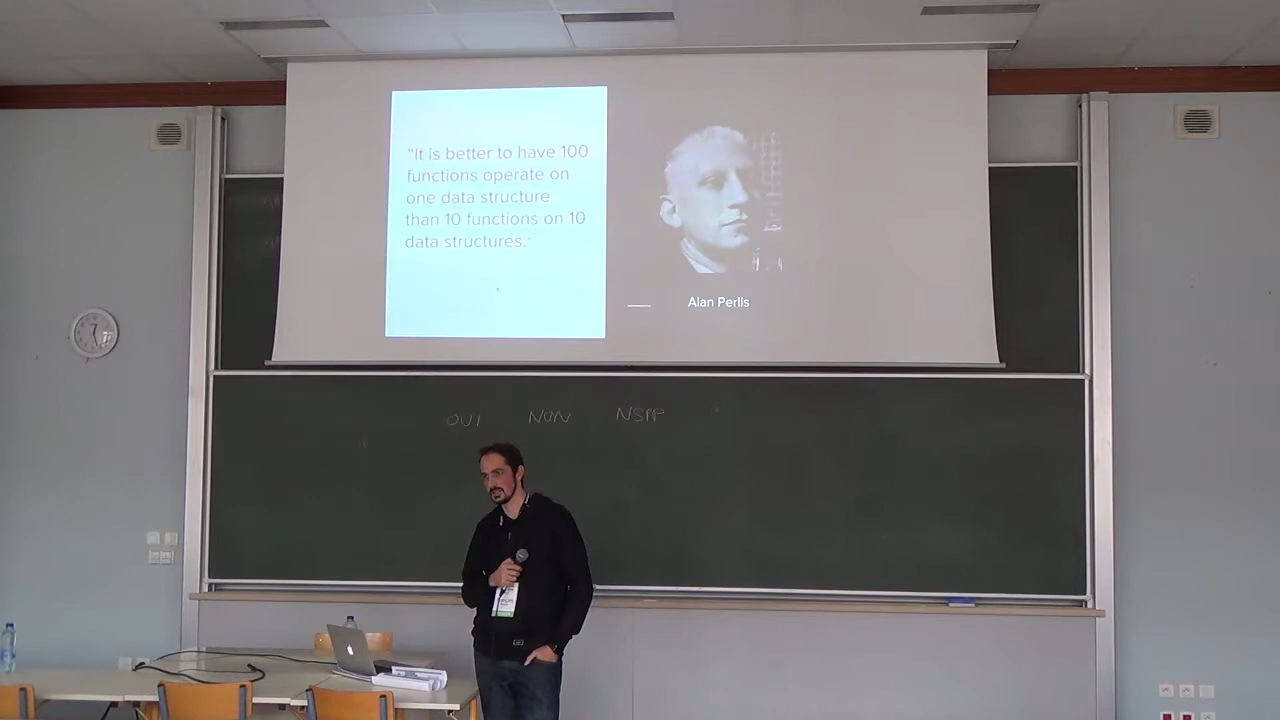 "It is better to have 100
functions operate on
one data structure
than 10 functions on 10
data structures."
Alan Perlis
OUI NON NSPP